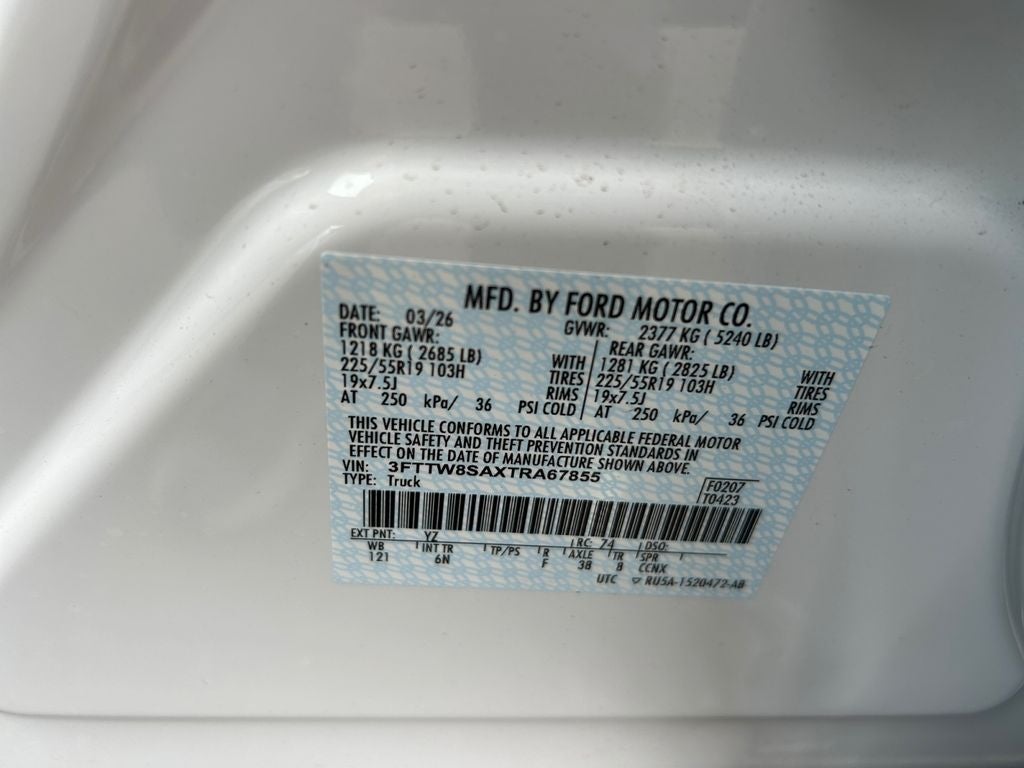 MFD. BY FORD MOTOR CO.
DATE: 03/26 GVWR: 2377 KG ( 5240 LB)
FRONT GAWR: REAR GAWR:
1218 KG ( 2685 LB) WITH 1281 KG ( 2825 LB) WITH
225/55R19 103H TIRES 225/55R19 103H TIRES
19x7.5J RIMS 19x7.5J RIMS
AT 250 kPa/ 36 PSI COLD AT 250 kPa/ 36 PSI COLD
THIS VEHICLE CONFORMS TO ALL APPLICABLE FEDERAL MOTOR
VEHICLE SAFETY AND THEFT PREVENTION STANDARDS IN
EFFECT ON THE DATE OF MANUFACTURE SHOWN ABOVE.
VIN: 3FTTW8SAXTRA67855
TYPE: Truck
F0207
T0423
EXT PNT: YZ RC: 74 DSO:
WB INT TR TP/PS R AXLE TR SPR
121 6N F 38 8 CCNX
UTC ▽ RU5A-1520472-AB